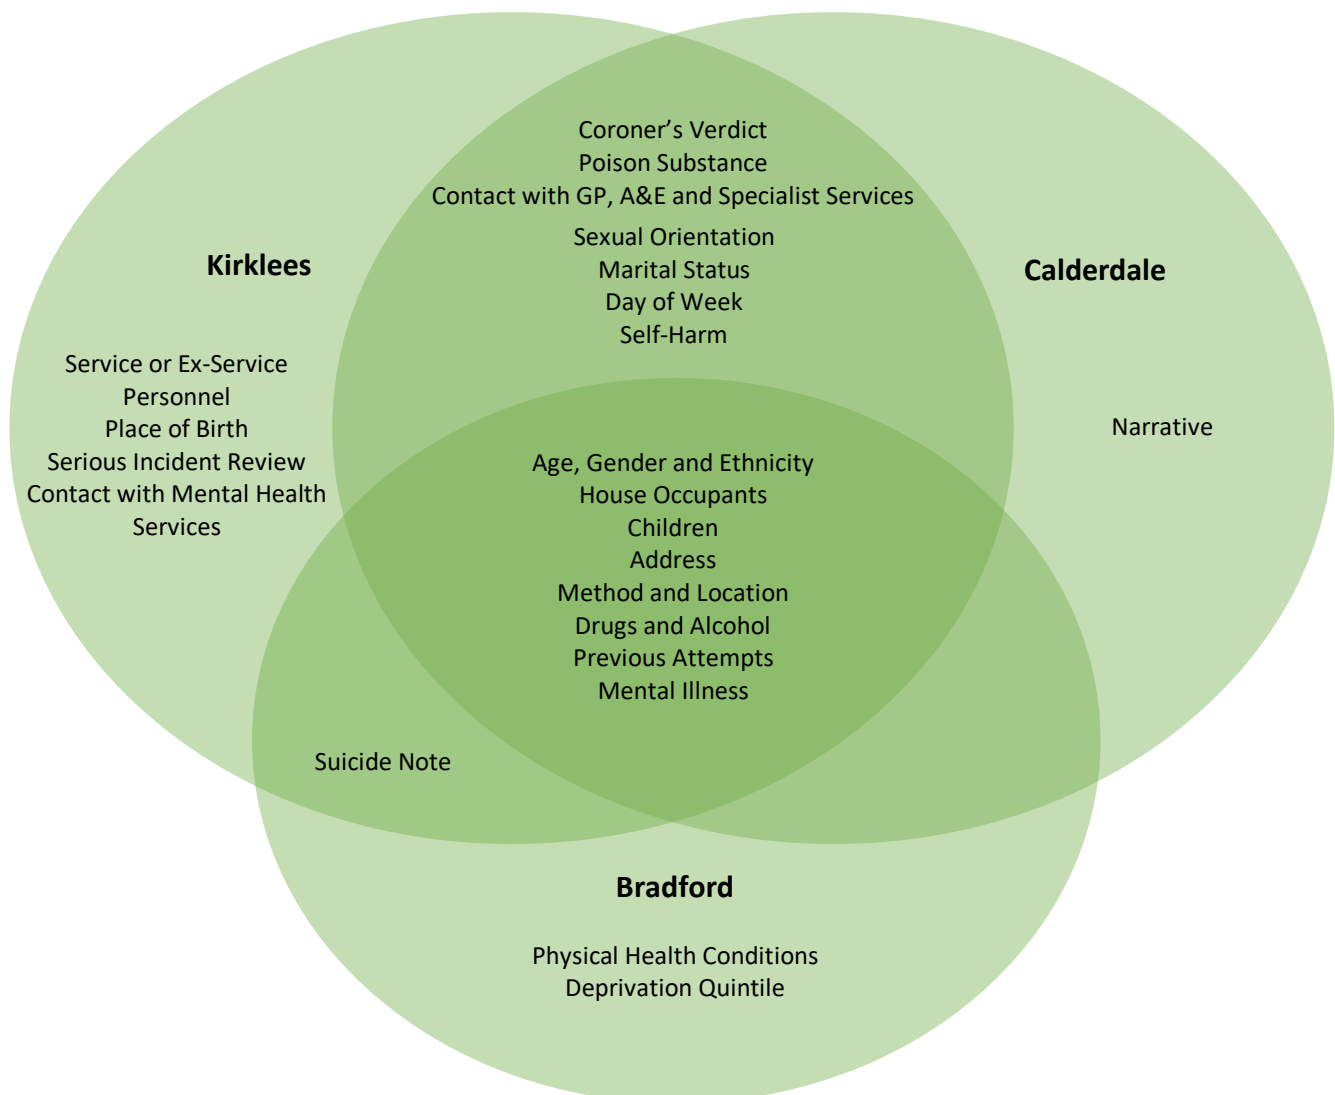 Coroner’s Verdict
Poison Substance
Contact with GP, A&E and Specialist Services
Sexual Orientation
Marital Status
Day of Week
Self-Harm
Kirklees
Calderdale
Service or Ex-Service
Personnel
Place of Birth
Serious Incident Review
Contact with Mental Health
Services
Narrative
Age, Gender and Ethnicity
House Occupants
Children
Address
Method and Location
Drugs and Alcohol
Previous Attempts
Mental Illness
Suicide Note
Bradford
Physical Health Conditions
Deprivation Quintile